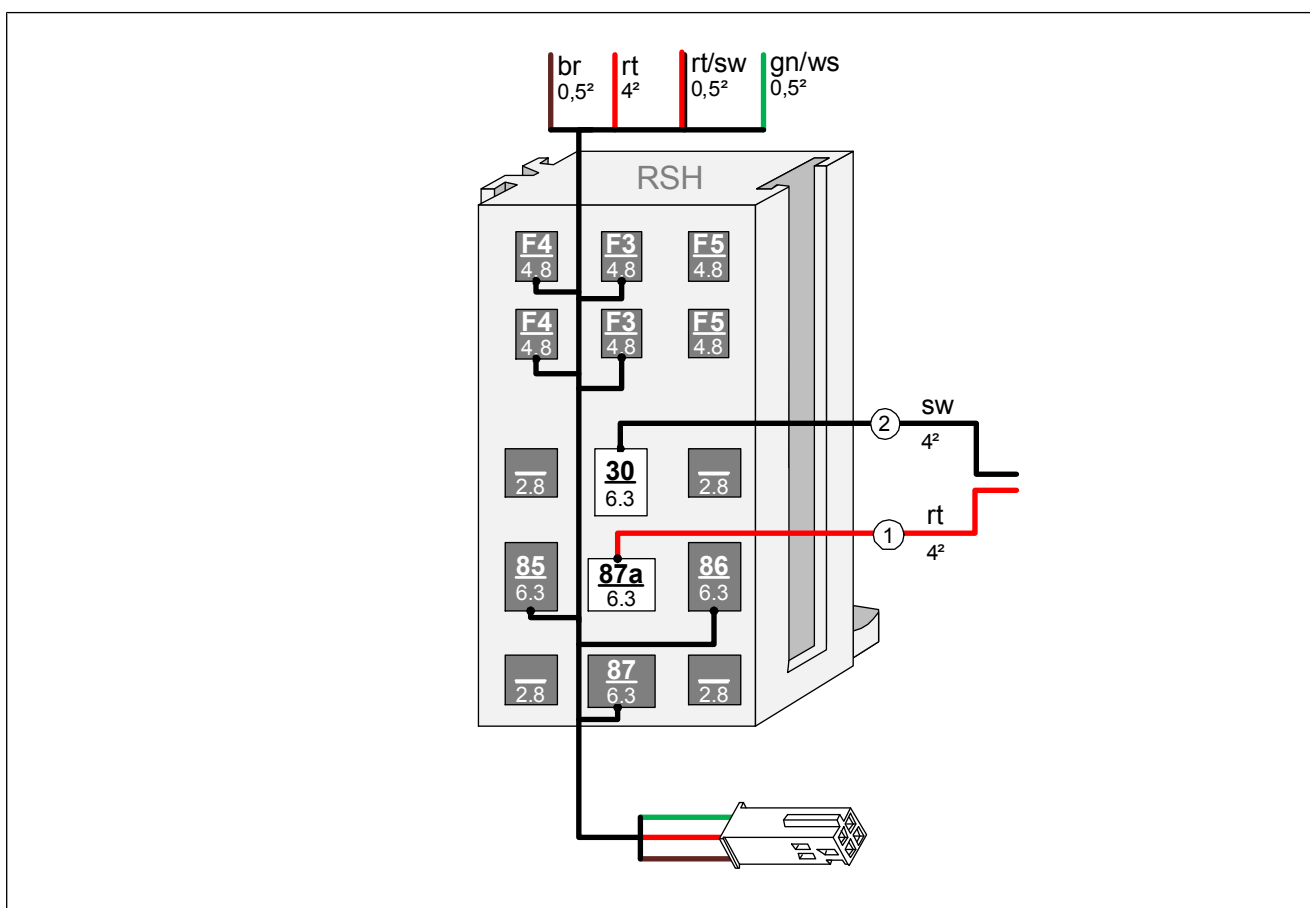 br rt rt/sw gn/ws
0,5² 4² 0,5² 0,5²
RSH
F4 F3 F5
4.8 4.8 4.8
F4 F3 F5
4.8 4.8 4.8
2 sw
4²
30
2.8 6.3 2.8
1 rt
4²
85 87a 86
6.3 6.3 6.3
87
2.8 6.3 2.8